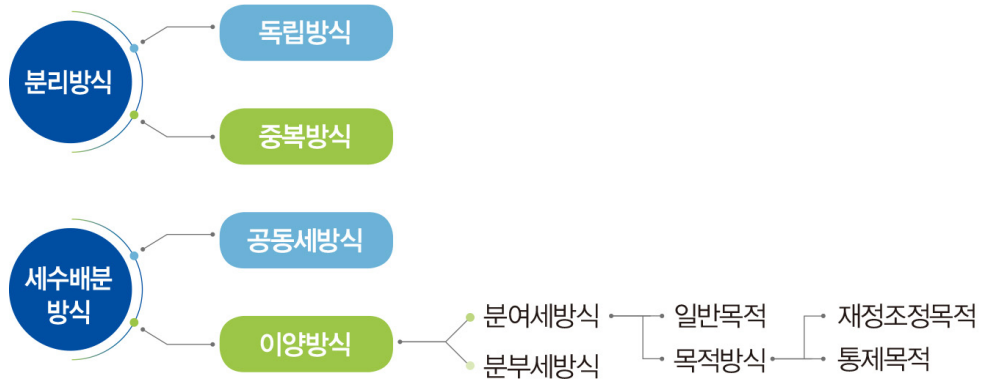 분리방식
독립방식
중복방식
세수배분
방식
공동세방식
이양방식
분여세방식
일반목적
재정조정목적
분부세방식
목적방식
통제목적